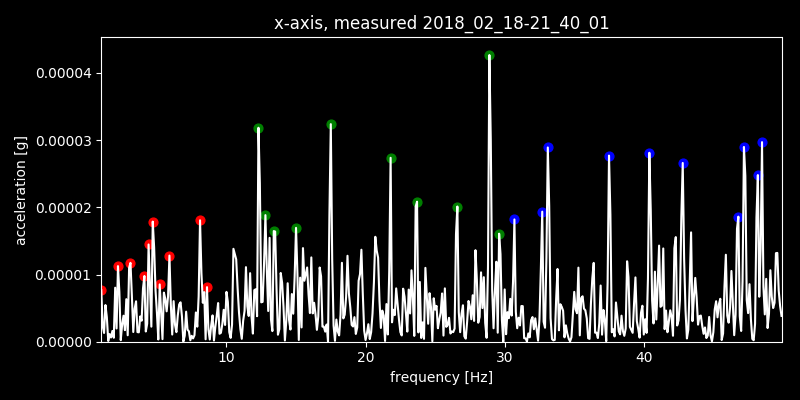 x-axis, measured 2018_02_18-21_40_01
acceleration [g]
0.00004
0.00003
0.00002
0.00001
0.00000
10 20 30 40
frequency [Hz]